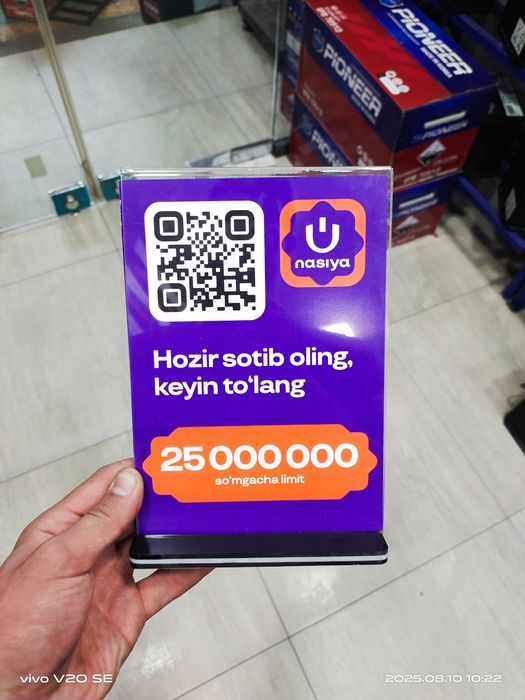 PIONEER
PIONEER
PIONEER
nasiya
Hozir sotib oling,
keyin to‘lang
25 000 000
so‘mgacha limit
vivo V20 SE
2025.08.10 10:22